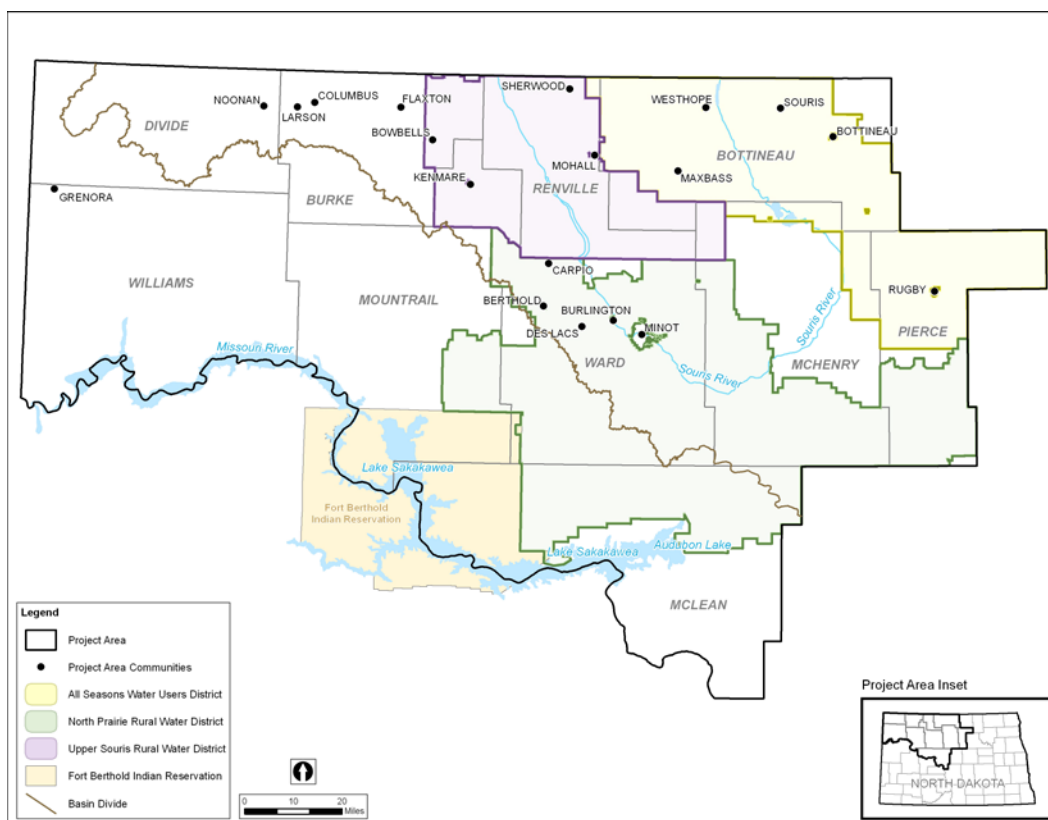 SHERWOOD
NOONAN
COLUMBUS
LARSON
FLAXTON
WESTHOPE
SOURIS
DIVIDE
BOWBELLS
BOTTINEAU
BOTTINEAU
MOHALL
KENMARE
RENVILLE
MAXBASS
GRENORA
BURKE
WILLIAMS
MOUNTRAIL
CARPIO
BERTHOLD
BURLINGTON
DES LACS
MINOT
RUGBY
PIERCE
Souris River
Missouri River
WARD
MCHENRY
Souris River
Lake Sakakawea
Fort Berthold
Indian Reservation
Lake Sakakawea
Audabon Lake
MCLEAN
Legend
Project Area
Project Area Communities
All Seasons Water Users District
North Prairie Rural Water District
Upper Souris Rural Water District
Fort Berthold Indian Reservation
Basin Divide
0 5 10 20
Miles
Project Area Inset
NORTH DAKOTA